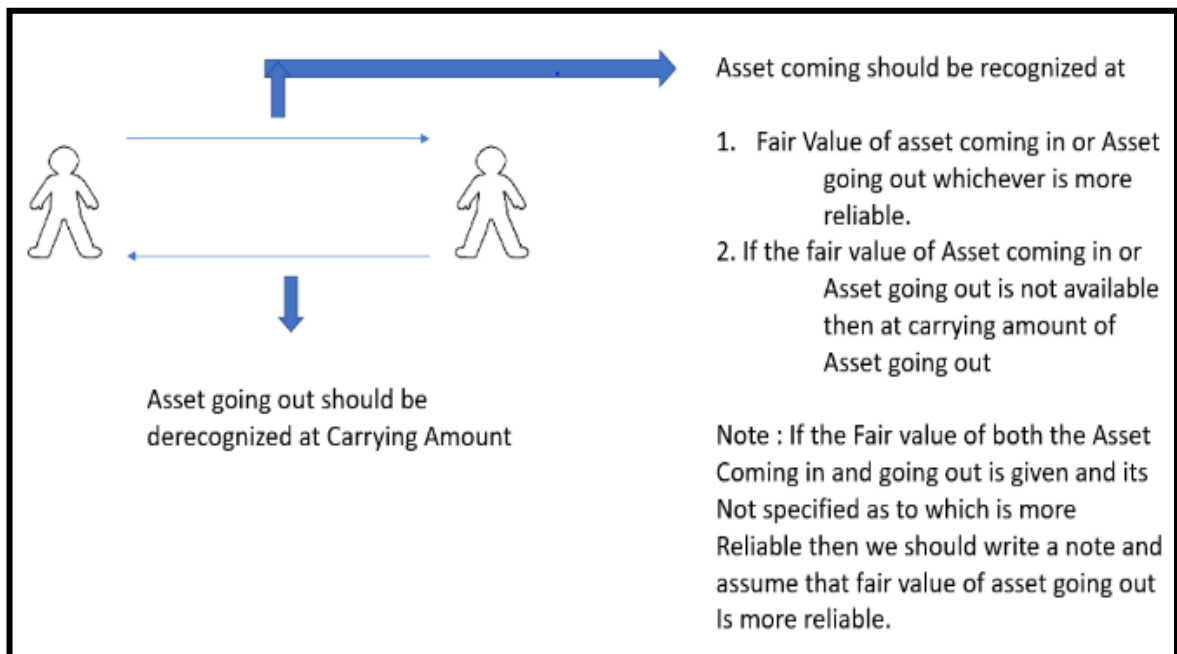 Asset coming should be recognized at
1. Fair Value of asset coming in or Asset
going out whichever is more
reliable.
2. If the fair value of Asset coming in or
Asset going out is not available
then at carrying amount of
Asset going out
Asset going out should be
derecognized at Carrying Amount
Note : If the Fair value of both the Asset
Coming in and going out is given and its
Not specified as to which is more
Reliable then we should write a note and
assume that fair value of asset going out
Is more reliable.